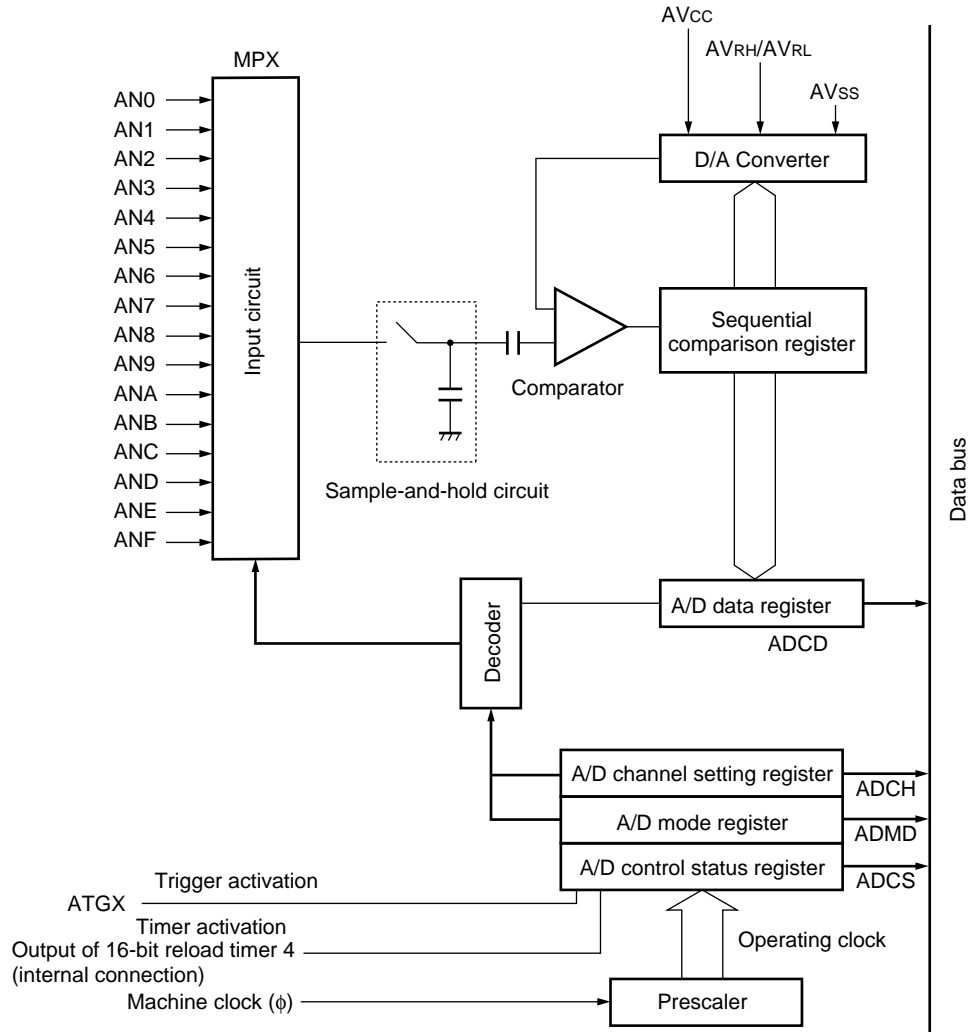 AVCC
AVRH/AVRL
AVSS
MPX
AN0
AN1
AN2
AN3
AN4
AN5
AN6
AN7
AN8
AN9
ANA
ANB
ANC
AND
ANE
ANF
Input circuit
D/A Converter
Sequential
comparison register
Comparator
Sample-and-hold circuit
Data bus
Decoder
A/D data register
ADCD
A/D channel setting register
ADCH
A/D mode register
ADMD
A/D control status register
ADCS
Trigger activation
ATGX
Timer activation
Output of 16-bit reload timer 4
(internal connection)
Operating clock
Machine clock (ϕ)
Prescaler